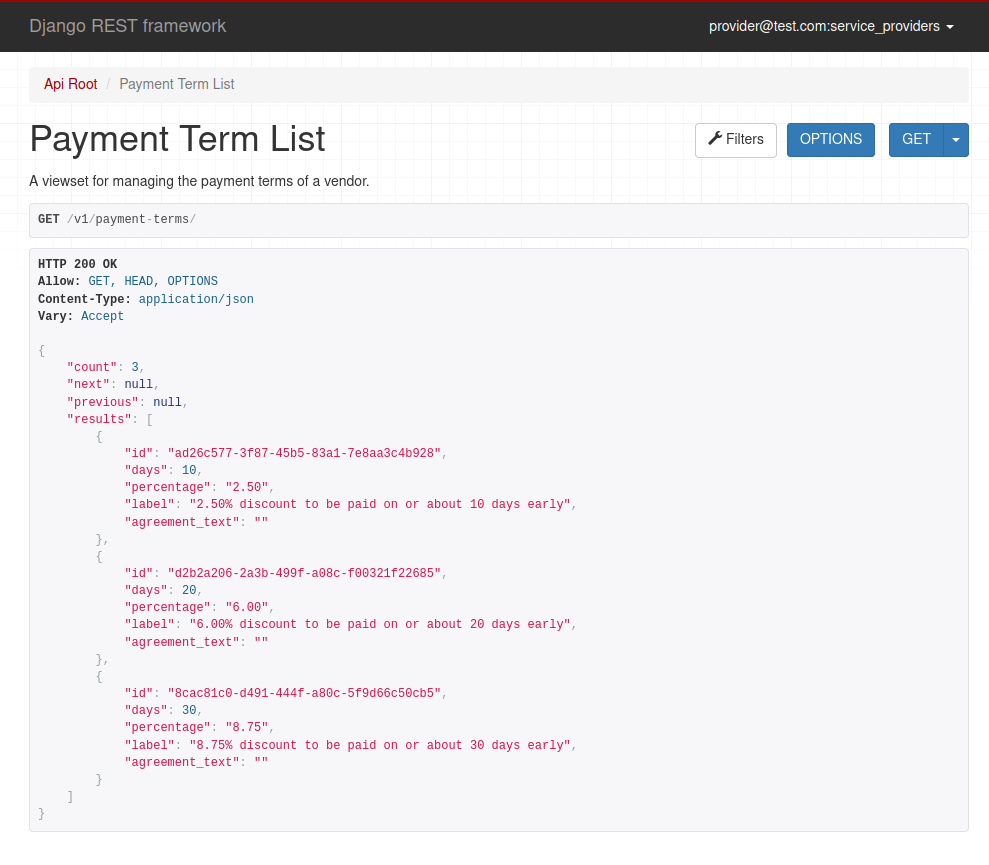 Django REST framework
provider@test.com:service_providers
Api Root / Payment Term List
Payment Term List
Filters
OPTIONS
GET
A viewset for managing the payment terms of a vendor.
GET /v1/payment-terms/
HTTP 200 OK
Allow: GET, HEAD, OPTIONS
Content-Type: application/json
Vary: Accept
{
    "count": 3,
    "next": null,
    "previous": null,
    "results": [
        {
            "id": "ad26c577-3f87-45b5-83a1-7e8aa3c4b928",
            "days": 10,
            "percentage": "2.50",
            "label": "2.50% discount to be paid on or about 10 days early",
            "agreement_text": ""
        },
        {
            "id": "d2b2a206-2a3b-499f-a08c-f00321f22685",
            "days": 20,
            "percentage": "6.00",
            "label": "6.00% discount to be paid on or about 20 days early",
            "agreement_text": ""
        },
        {
            "id": "8cac81c0-d491-444f-a80c-5f9d66c50cb5",
            "days": 30,
            "percentage": "8.75",
            "label": "8.75% discount to be paid on or about 30 days early",
            "agreement_text": ""
        }
    ]
}